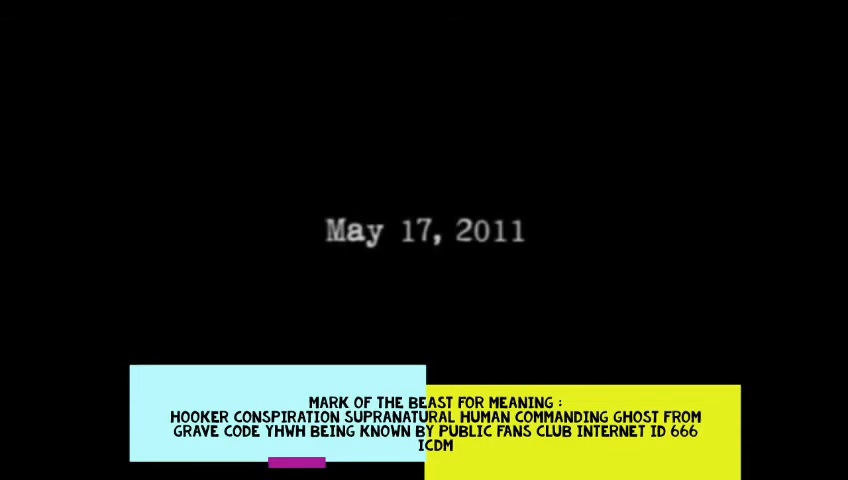 May 17, 2011
MARK OF THE BEAST FOR MEANING :
HOOKER CONSPIRATION SUPRANATURAL HUMAN COMMANDING GHOST FROM
GRAVE CODE YHWH BEING KNOWN BY PUBLIC FANS CLUB INTERNET ID 666
ICDM